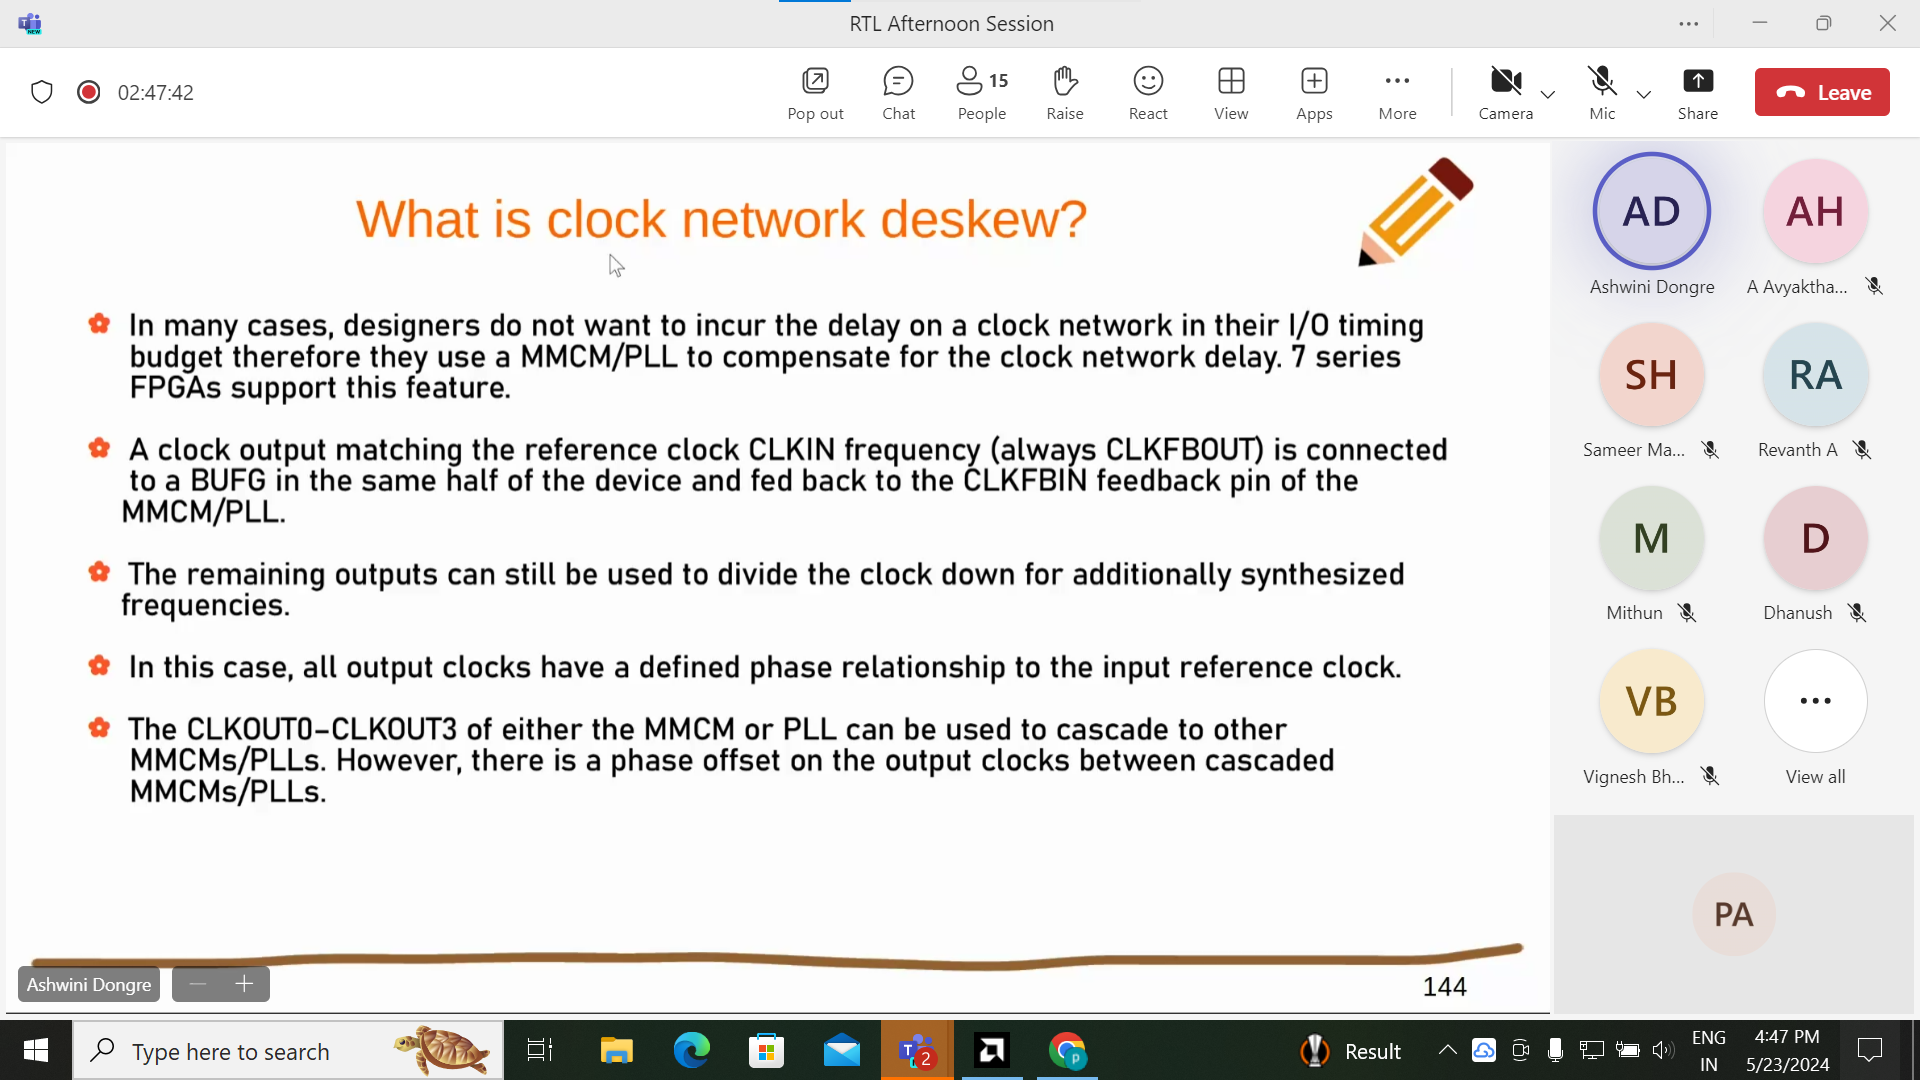 RTL Afternoon Session
NEW
02:47:42
Pop out
Chat
15
People
Raise
React
View
Apps
More
Camera
Mic
Share
Leave
What is clock network deskew?
In many cases, designers do not want to incur the delay on a clock network in their I/O timing
budget therefore they use a MMCM/PLL to compensate for the clock network delay. 7 series
FPGAs support this feature.
A clock output matching the reference clock CLKIN frequency (always CLKFBOUT) is connected
to a BUFG in the same half of the device and fed back to the CLKFBIN feedback pin of the
MMCM/PLL.
The remaining outputs can still be used to divide the clock down for additionally synthesized
frequencies.
In this case, all output clocks have a defined phase relationship to the input reference clock.
The CLKOUT0–CLKOUT3 of either the MMCM or PLL can be used to cascade to other
MMCMs/PLLs. However, there is a phase offset on the output clocks between cascaded
MMCMs/PLLs.
144
Ashwini Dongre
AD
AH
Ashwini Dongre
A Avyaktha...
SH
RA
Sameer Ma...
Revanth A
M
D
Mithun
Dhanush
VB
...
Vignesh Bh...
View all
PA
Type here to search
T
2
p
Result
ENG
IN
4:47 PM
5/23/2024